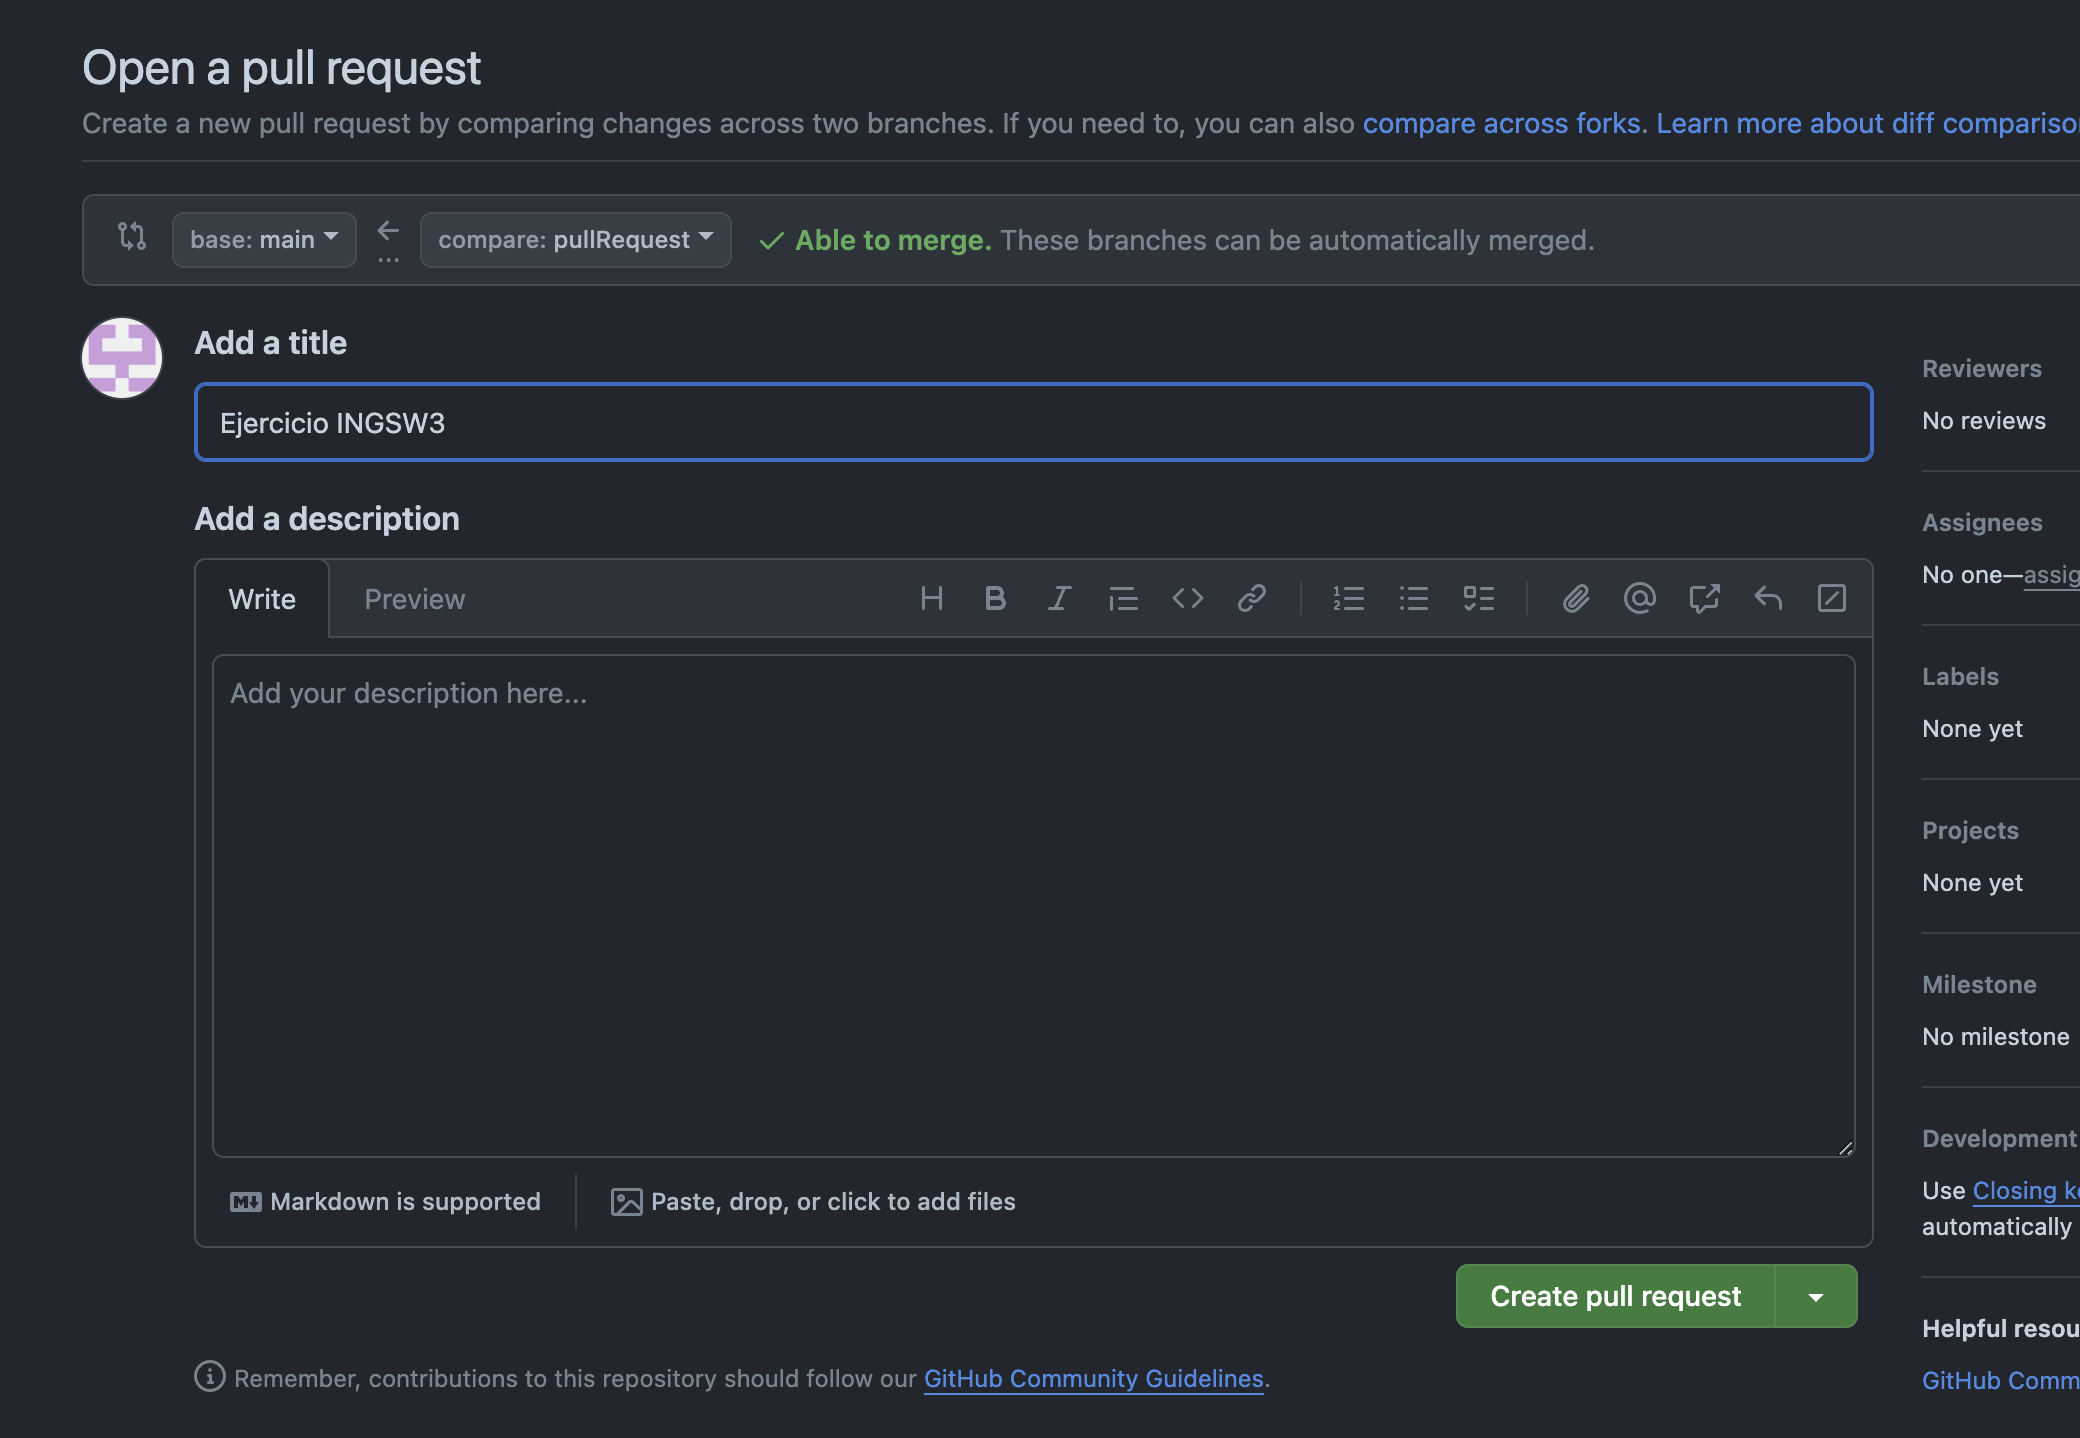 Open a pull request
Create a new pull request by comparing changes across two branches. If you need to, you can also compare across forks. Learn more about diff
base: main
compare: pullRequest
Able to merge. These branches can be automatically merged.
Add a title
Ejercicio INGSW3
Add a description
Write
Preview
Add your description here...
Markdown is supported
Paste, drop, or click to add files
Create pull request
Remember, contributions to this repository should follow our GitHub Community Guidelines.
Reviewers
No reviews
Assignees
No one—
Labels
None yet
Projects
None yet
Milestone
No milestone
Development
Use Closing
automatically
Helpful
GitHub